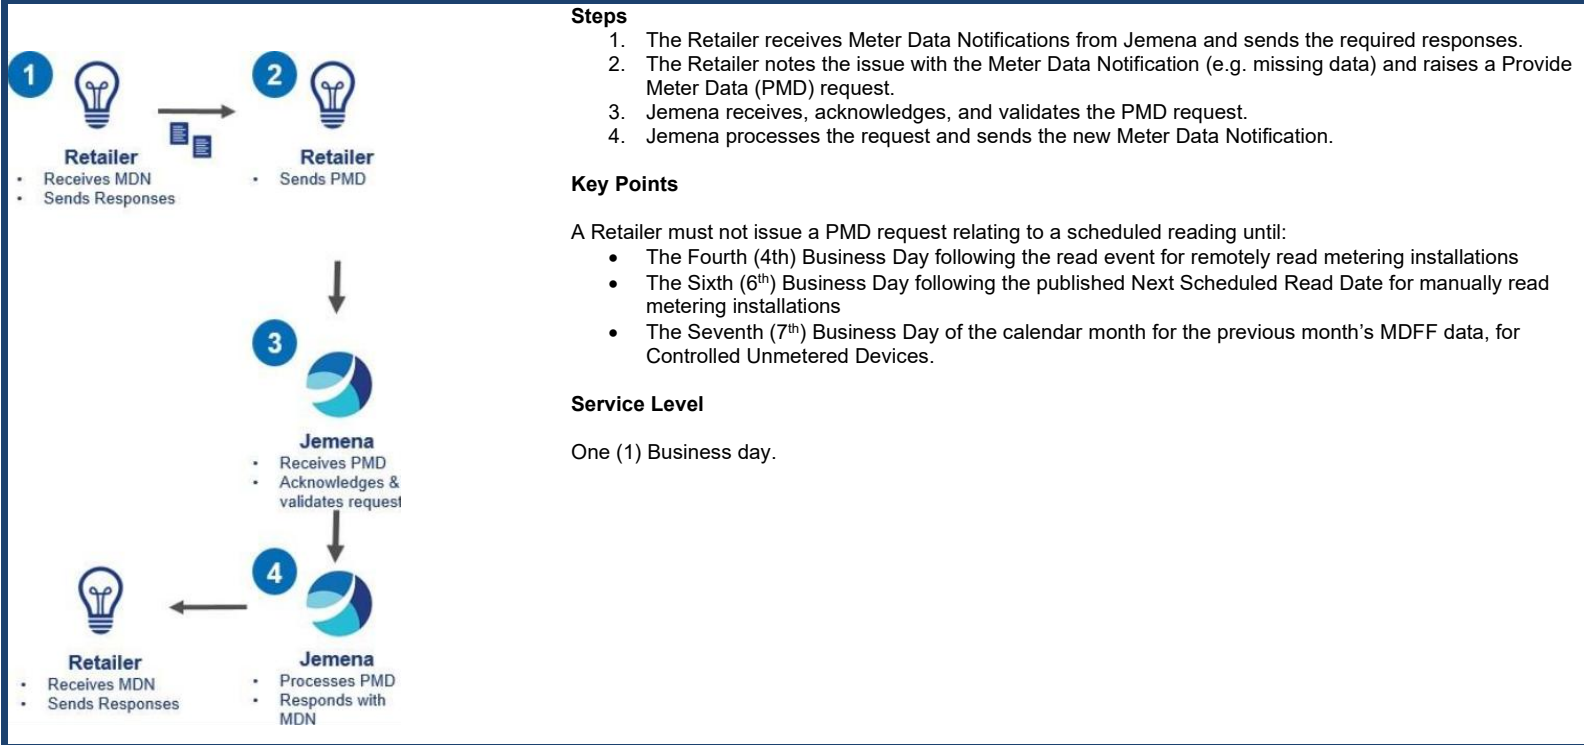 1
Retailer
• Receives MDN
• Sends Responses
2
Retailer
• Sends PMD
3
Jemena
• Receives PMD
• Acknowledges &
validates request
4
Jemena
• Processes PMD
• Responds with
MDN
Retailer
• Receives MDN
• Sends Responses
Steps
1. The Retailer receives Meter Data Notifications from Jemena and sends the required responses.
2. The Retailer notes the issue with the Meter Data Notification (e.g. missing data) and raises a Provide
Meter Data (PMD) request.
3. Jemena receives, acknowledges, and validates the PMD request.
4. Jemena processes the request and sends the new Meter Data Notification.
Key Points
A Retailer must not issue a PMD request relating to a scheduled reading until:
• The Fourth (4th) Business Day following the read event for remotely read metering installations
• The Sixth (6th) Business Day following the published Next Scheduled Read Date for manually read
metering installations
• The Seventh (7th) Business Day of the calendar month for the previous month’s MDFF data, for
Controlled Unmetered Devices.
Service Level
One (1) Business day.